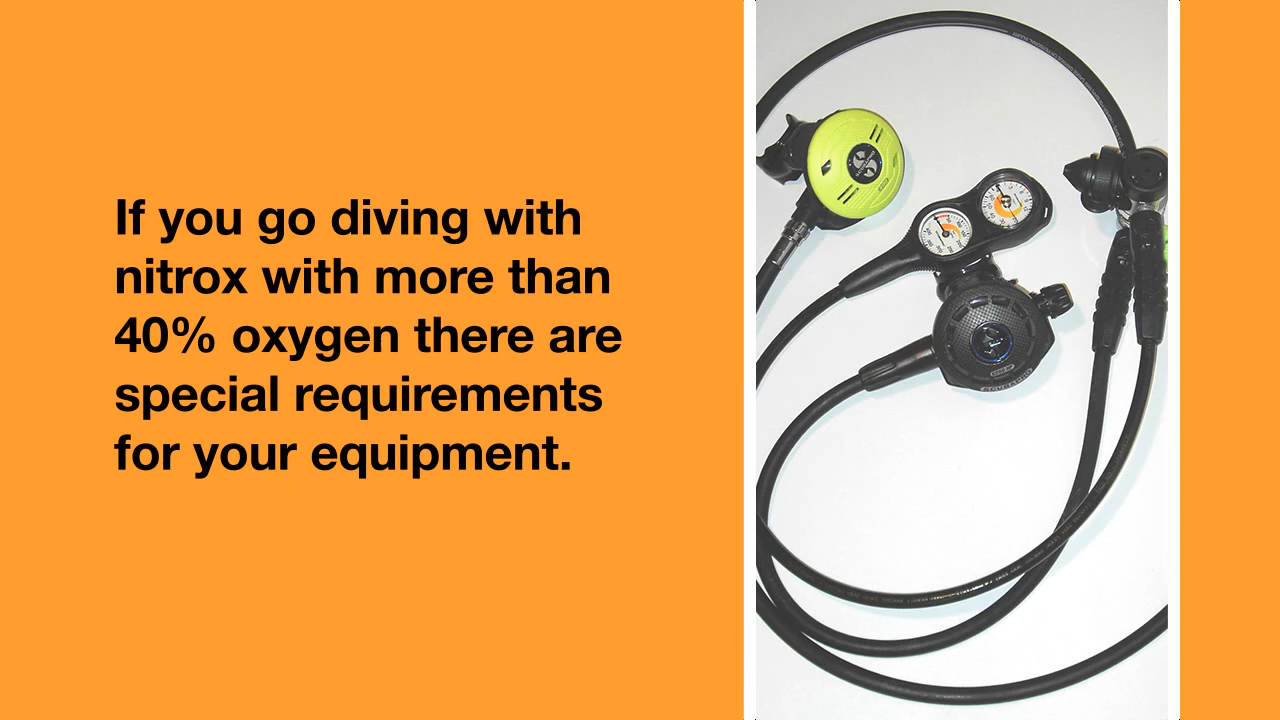 If you go diving with
nitrox with more than
40% oxygen there are
special requirements
for your equipment.